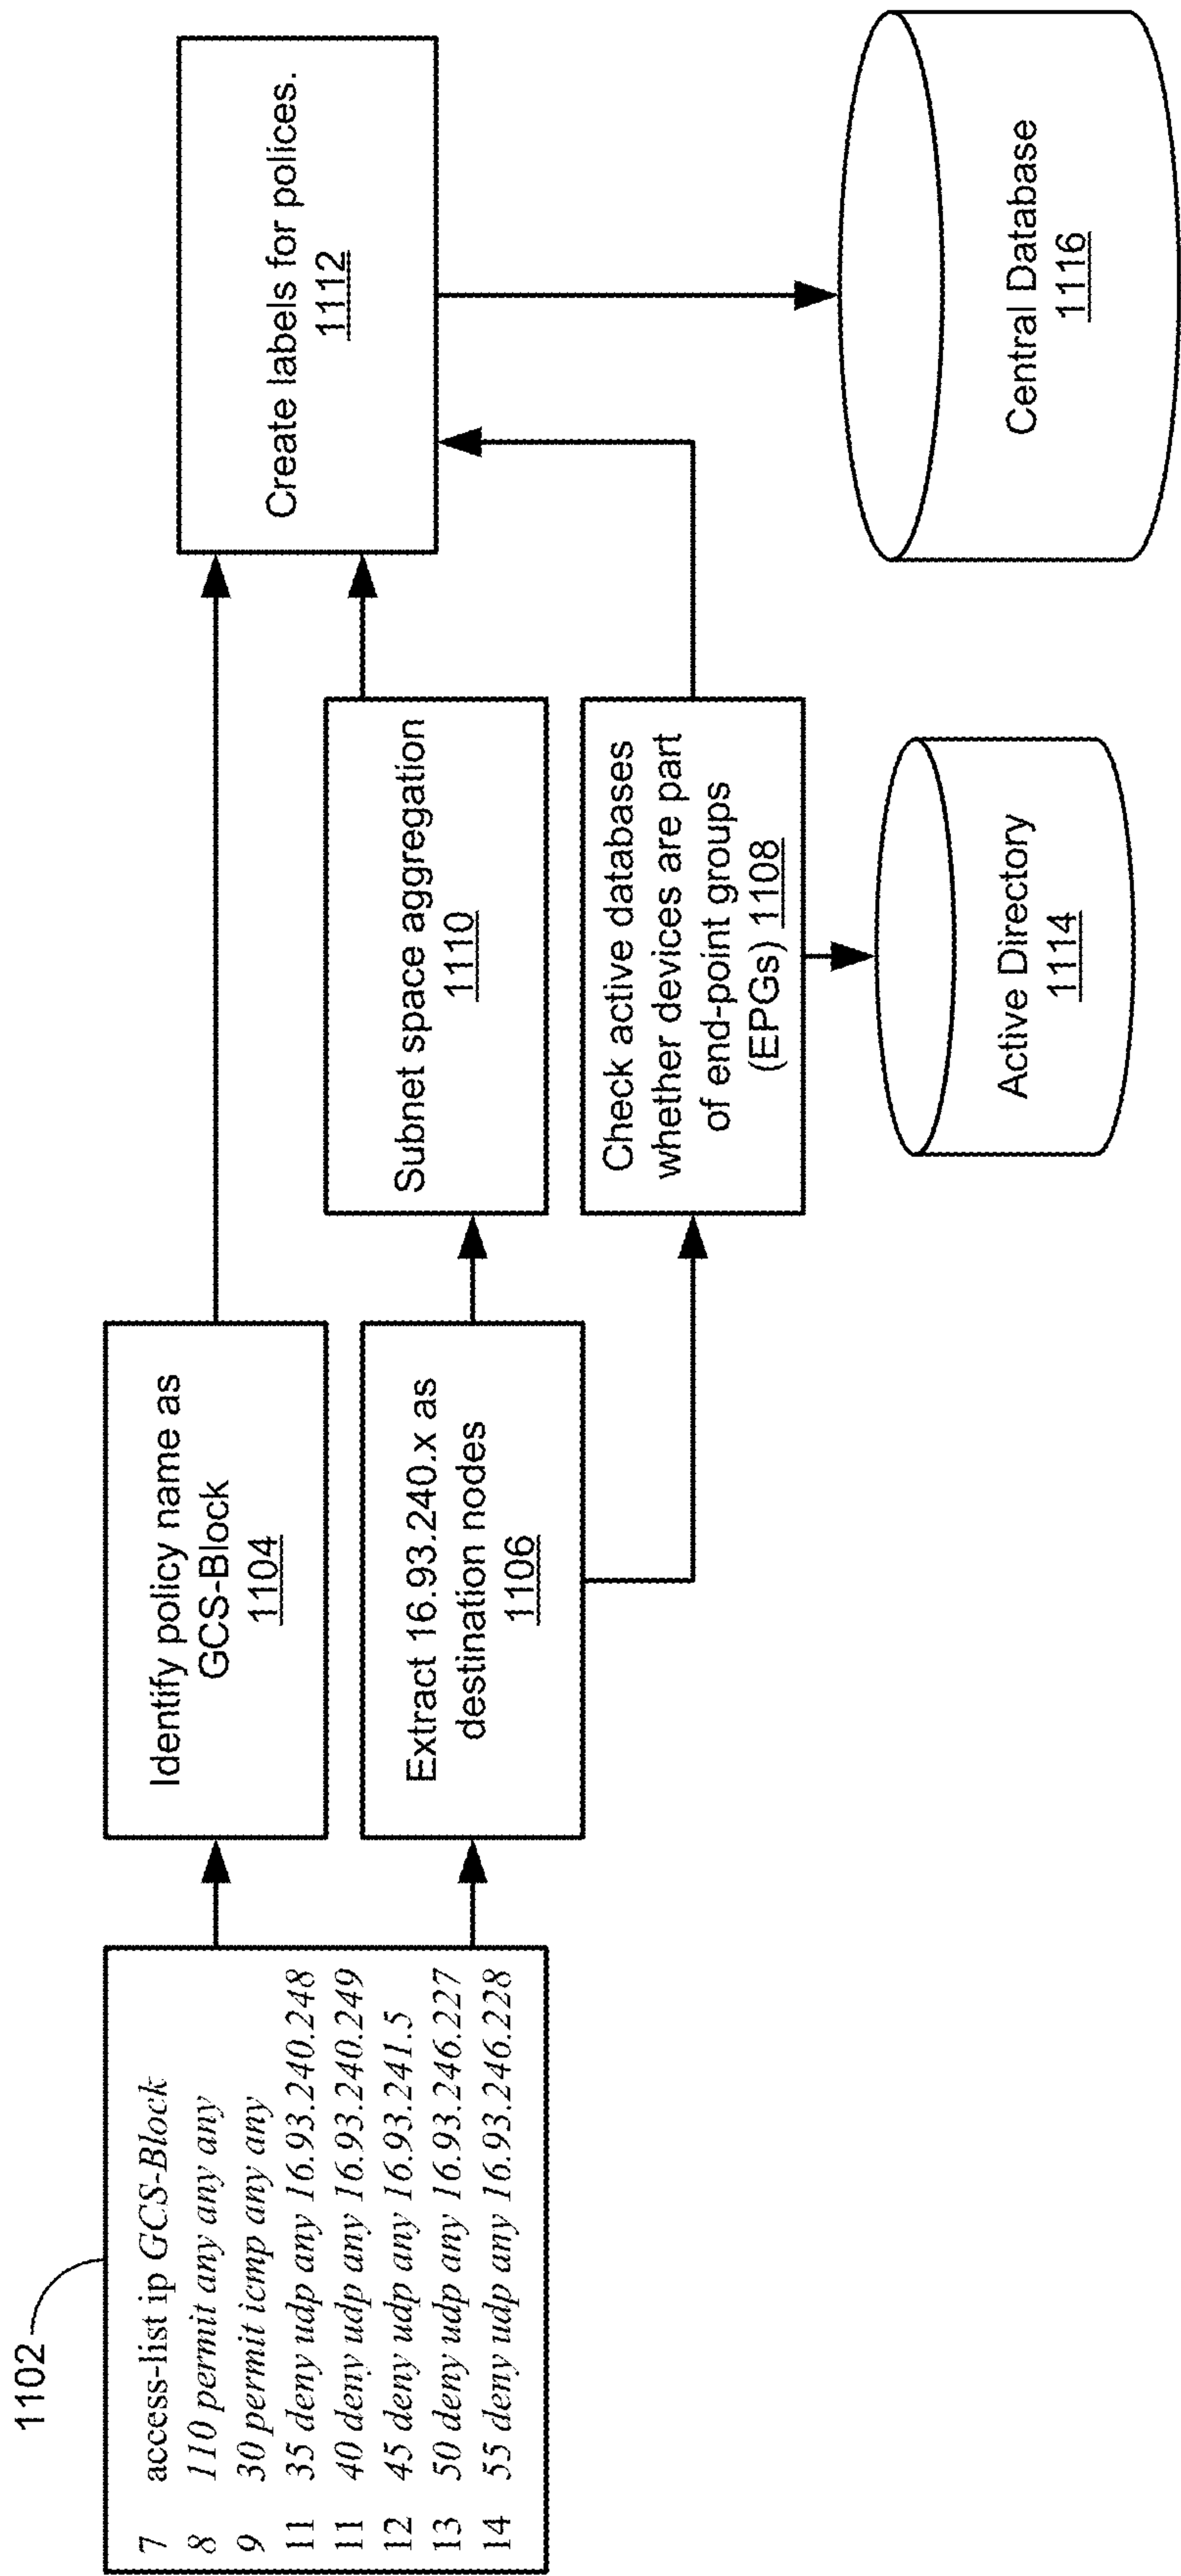 1102
7 access-list ip GCS-Block
8 110 permit any any any
9 30 permit icmp any any
11 35 deny udp any 16.93.240.248
11 40 deny udp any 16.93.240.249
12 45 deny udp any 16.93.241.5
13 50 deny udp any 16.93.246.227
14 55 deny udp any 16.93.246.228
Identify policy name as
GCS-Block
1104
Extract 16.93.240.x as
destination nodes
1106
Subnet space aggregation
1110
Check active databases
whether devices are part
of end-point groups
(EPGs) 1108
Active Directory
1114
Create labels for polices.
1112
Central Database
1116